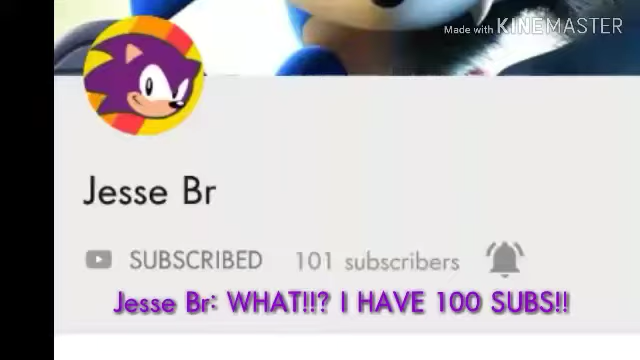 Made with KINEMASTER
Jesse Br
SUBSCRIBED 101 subscribers
Jesse Br: WHAT!!? I HAVE 100 SUBS!!